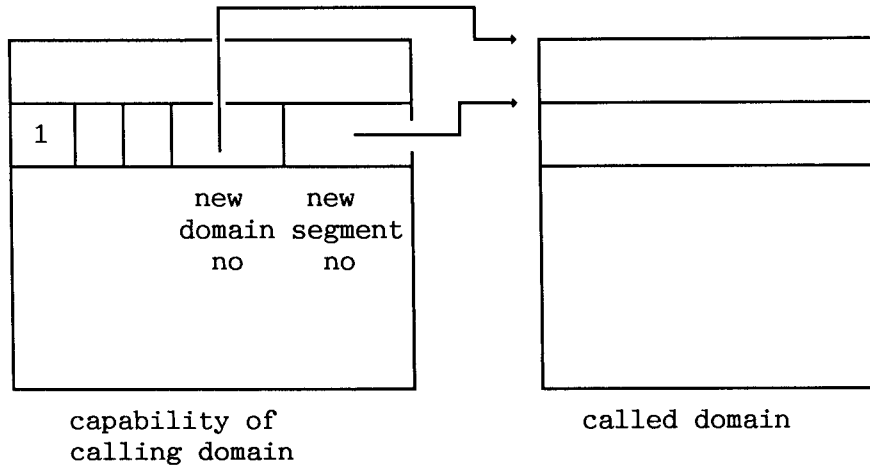 1
new new
domain segment
no no
capability of
calling domain
called domain